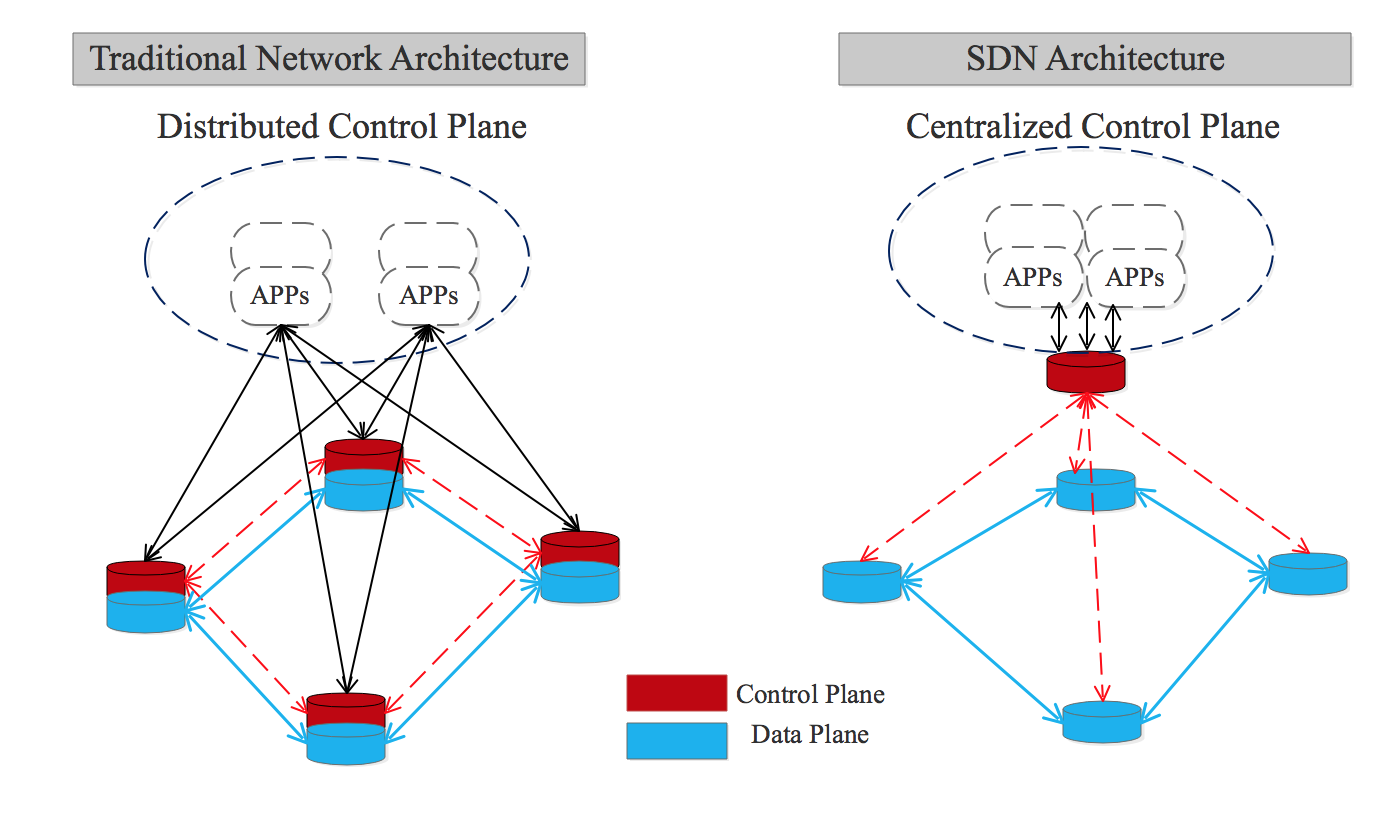 Traditional Network Architecture
Distributed Control Plane
APPs
APPs
SDN Architecture
Centralized Control Plane
APPs
APPs
Control Plane
Data Plane